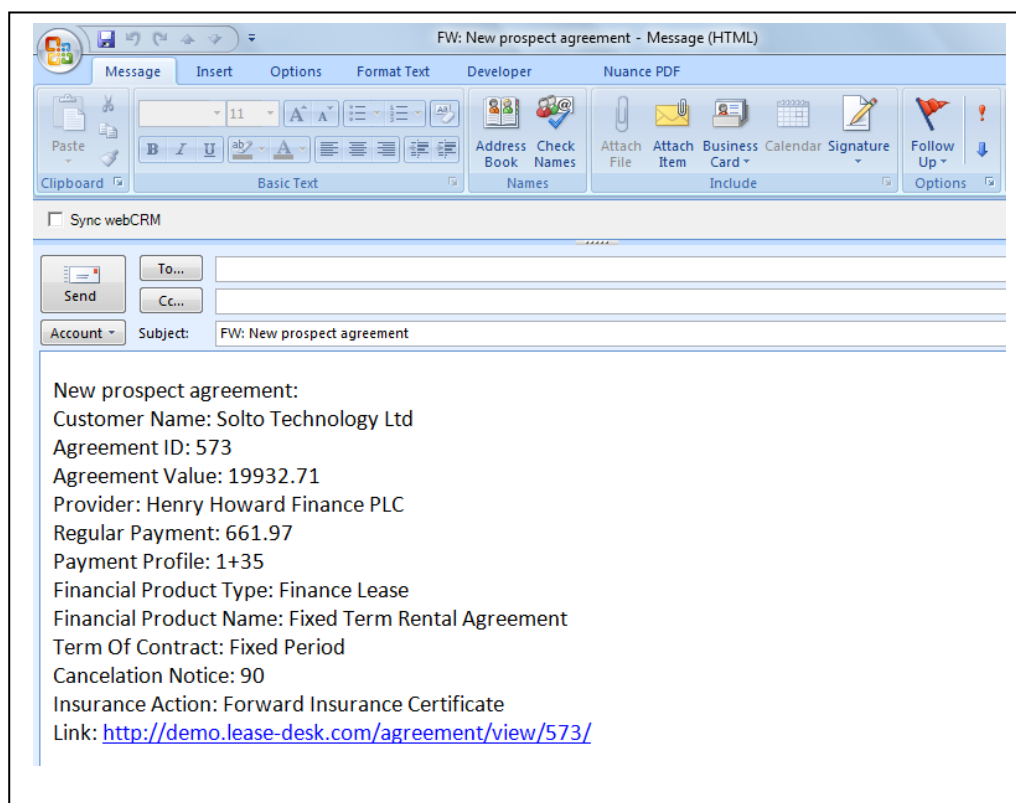 FW: New prospect agreement - Message (HTML)
Message Insert Options Format Text Developer Nuance PDF
11
Aa
Paste
B I U ab A
Address Book
Check Names
Attach File
Attach Item
Business Card
Calendar
Signature
Follow Up
Clipboard Basic Text Names Include Options
Sync webCRM
To...
Send
Cc...
Account Subject: FW: New prospect agreement
New prospect agreement:
Customer Name: Solto Technology Ltd
Agreement ID: 573
Agreement Value: 19932.71
Provider: Henry Howard Finance PLC
Regular Payment: 661.97
Payment Profile: 1+35
Financial Product Type: Finance Lease
Financial Product Name: Fixed Term Rental Agreement
Term Of Contract: Fixed Period
Cancelation Notice: 90
Insurance Action: Forward Insurance Certificate
Link: http://demo.lease-desk.com/agreement/view/573/